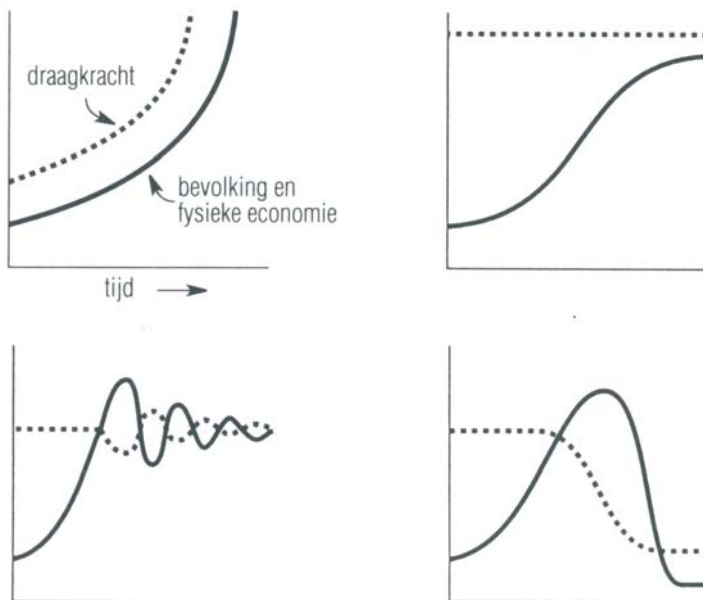 draagkracht
bevolking en
fysieke economie
tijd